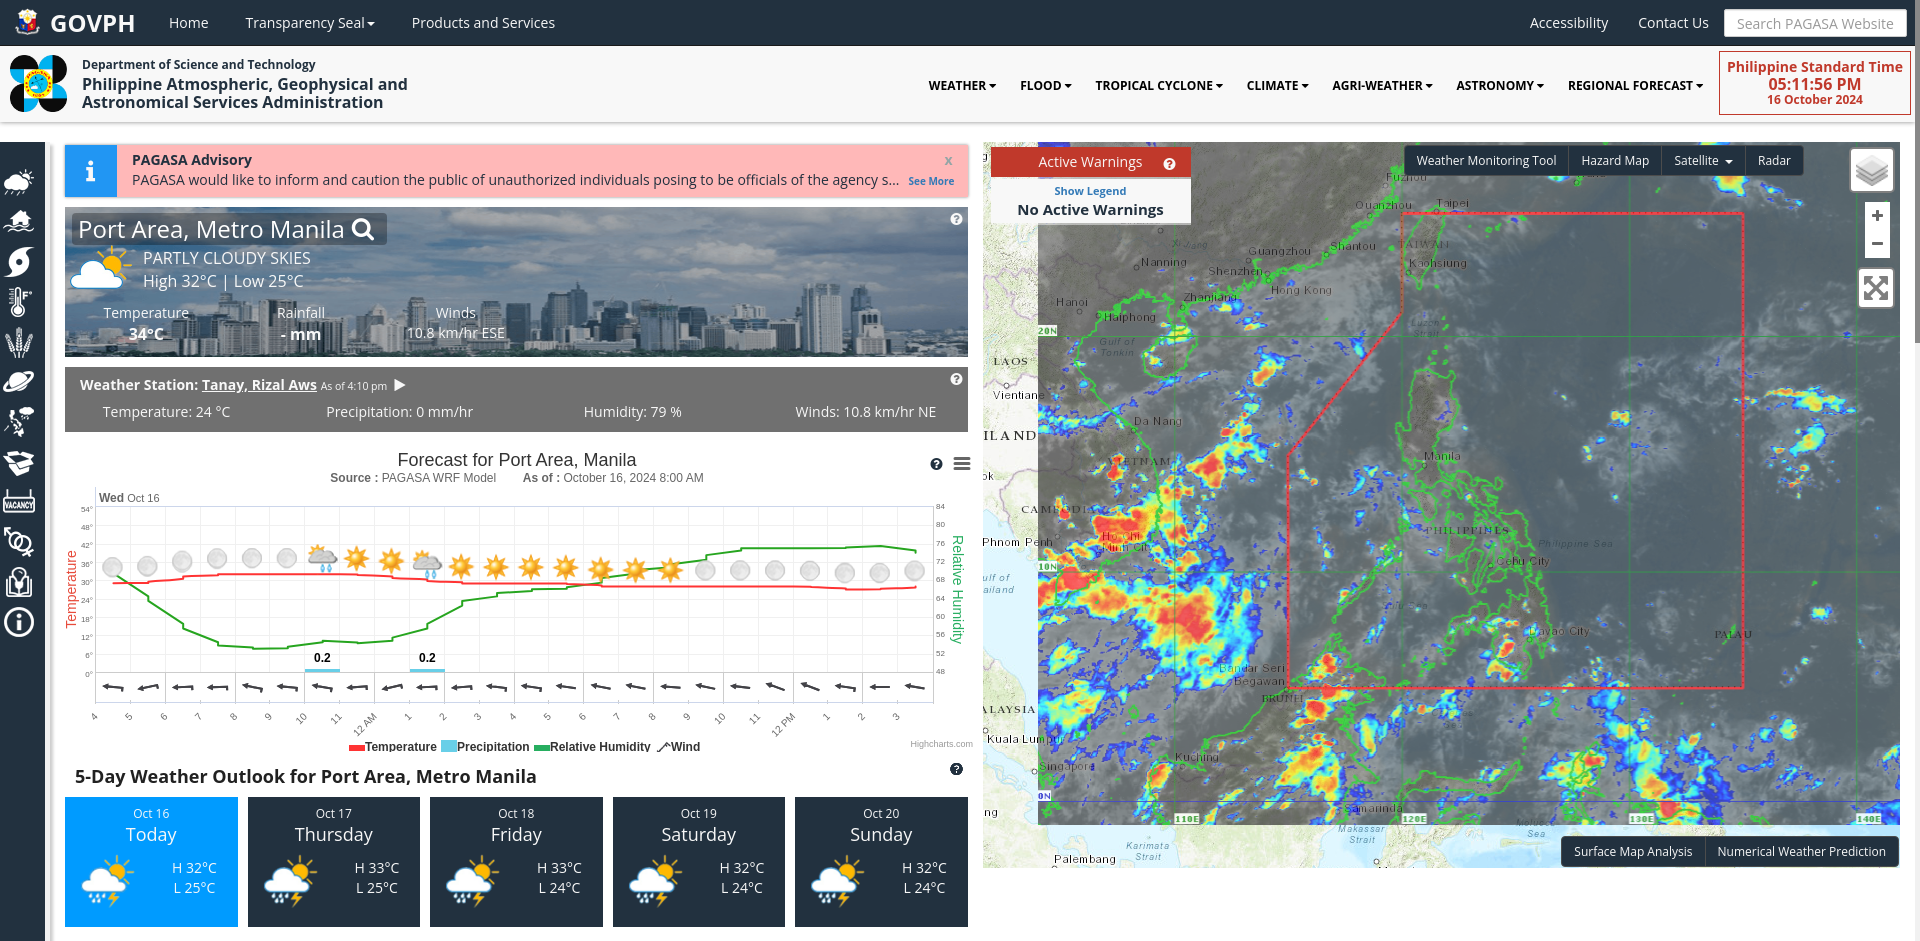 GOVPH
Home
Transparency Seal
Products and Services
Accessibility
Contact Us
Search PAGASA Website
Department of Science and Technology
Philippine Atmospheric, Geophysical and
Astronomical Services Administration
WEATHER
FLOOD
TROPICAL CYCLONE
CLIMATE
AGRI-WEATHER
ASTRONOMY
REGIONAL FORECAST
Philippine Standard Time
05:11:56 PM
16 October 2024
VACANCY
PAGASA Advisory
x
PAGASA would like to inform and caution the public of unauthorized individuals posing to be officials of the agency s... See More
Port Area, Metro Manila
PARTLY CLOUDY SKIES
High 32°C | Low 25°C
Temperature
34°C
Rainfall
- mm
Winds
10.8 km/hr ESE
Weather Station: Tanay, Rizal Aws As of 4:10 pm
Temperature: 24 °C
Precipitation: 0 mm/hr
Humidity: 79 %
Winds: 10.8 km/hr NE
Forecast for Port Area, Manila
Source : PAGASA WRF Model As of : October 16, 2024 8:00 AM
Wed Oct 16
Temperature
54°
48°
42°
36°
30°
24°
18°
12°
6°
0°
Relative Humidity
84
80
76
72
68
64
60
56
52
48
0.2
0.2
4 5 6 7 8 9 10 11 12 AM 1 2 3 4 5 6 7 8 9 10 11 12 PM 1 2 3
Temperature Precipitation Relative Humidity Wind
Highcharts.com
5-Day Weather Outlook for Port Area, Metro Manila
Oct 16
Today
H 32°C
L 25°C
Oct 17
Thursday
H 33°C
L 25°C
Oct 18
Friday
H 33°C
L 24°C
Oct 19
Saturday
H 32°C
L 24°C
Oct 20
Sunday
H 32°C
L 24°C
Active Warnings
Show Legend
No Active Warnings
Weather Monitoring Tool
Hazard Map
Satellite
Radar
+
−
Fuzhou
Quanzhou
Taipei
TAIWAN
Kaohsiung
Shantou
Guangzhou
Shenzhen
Hong Kong
Nanning
Zhanjiang
Hanoi
Haiphong
Gulf of
Tonkin
Luzon
Strait
20N
LAOS
Vientiane
Da Nang
ILAND
VIETNAM
ok
CAMBODIA
Phnom Penh
Ho Chi
Minh City
10N
ulf of
ailand
Manila
PHILIPPINES
Philippine Sea
Cebu City
Davao City
PALAU
Bandar Seri
Begawan
BRUNEI
ALAYSIA
Kuala Lumpur
Singapore
Kuching
0N
ng
110E
120E
130E
140E
Samarinda
Makassar
Strait
Karimata
Strait
Palembang
Sea
Surface Map Analysis
Numerical Weather Prediction